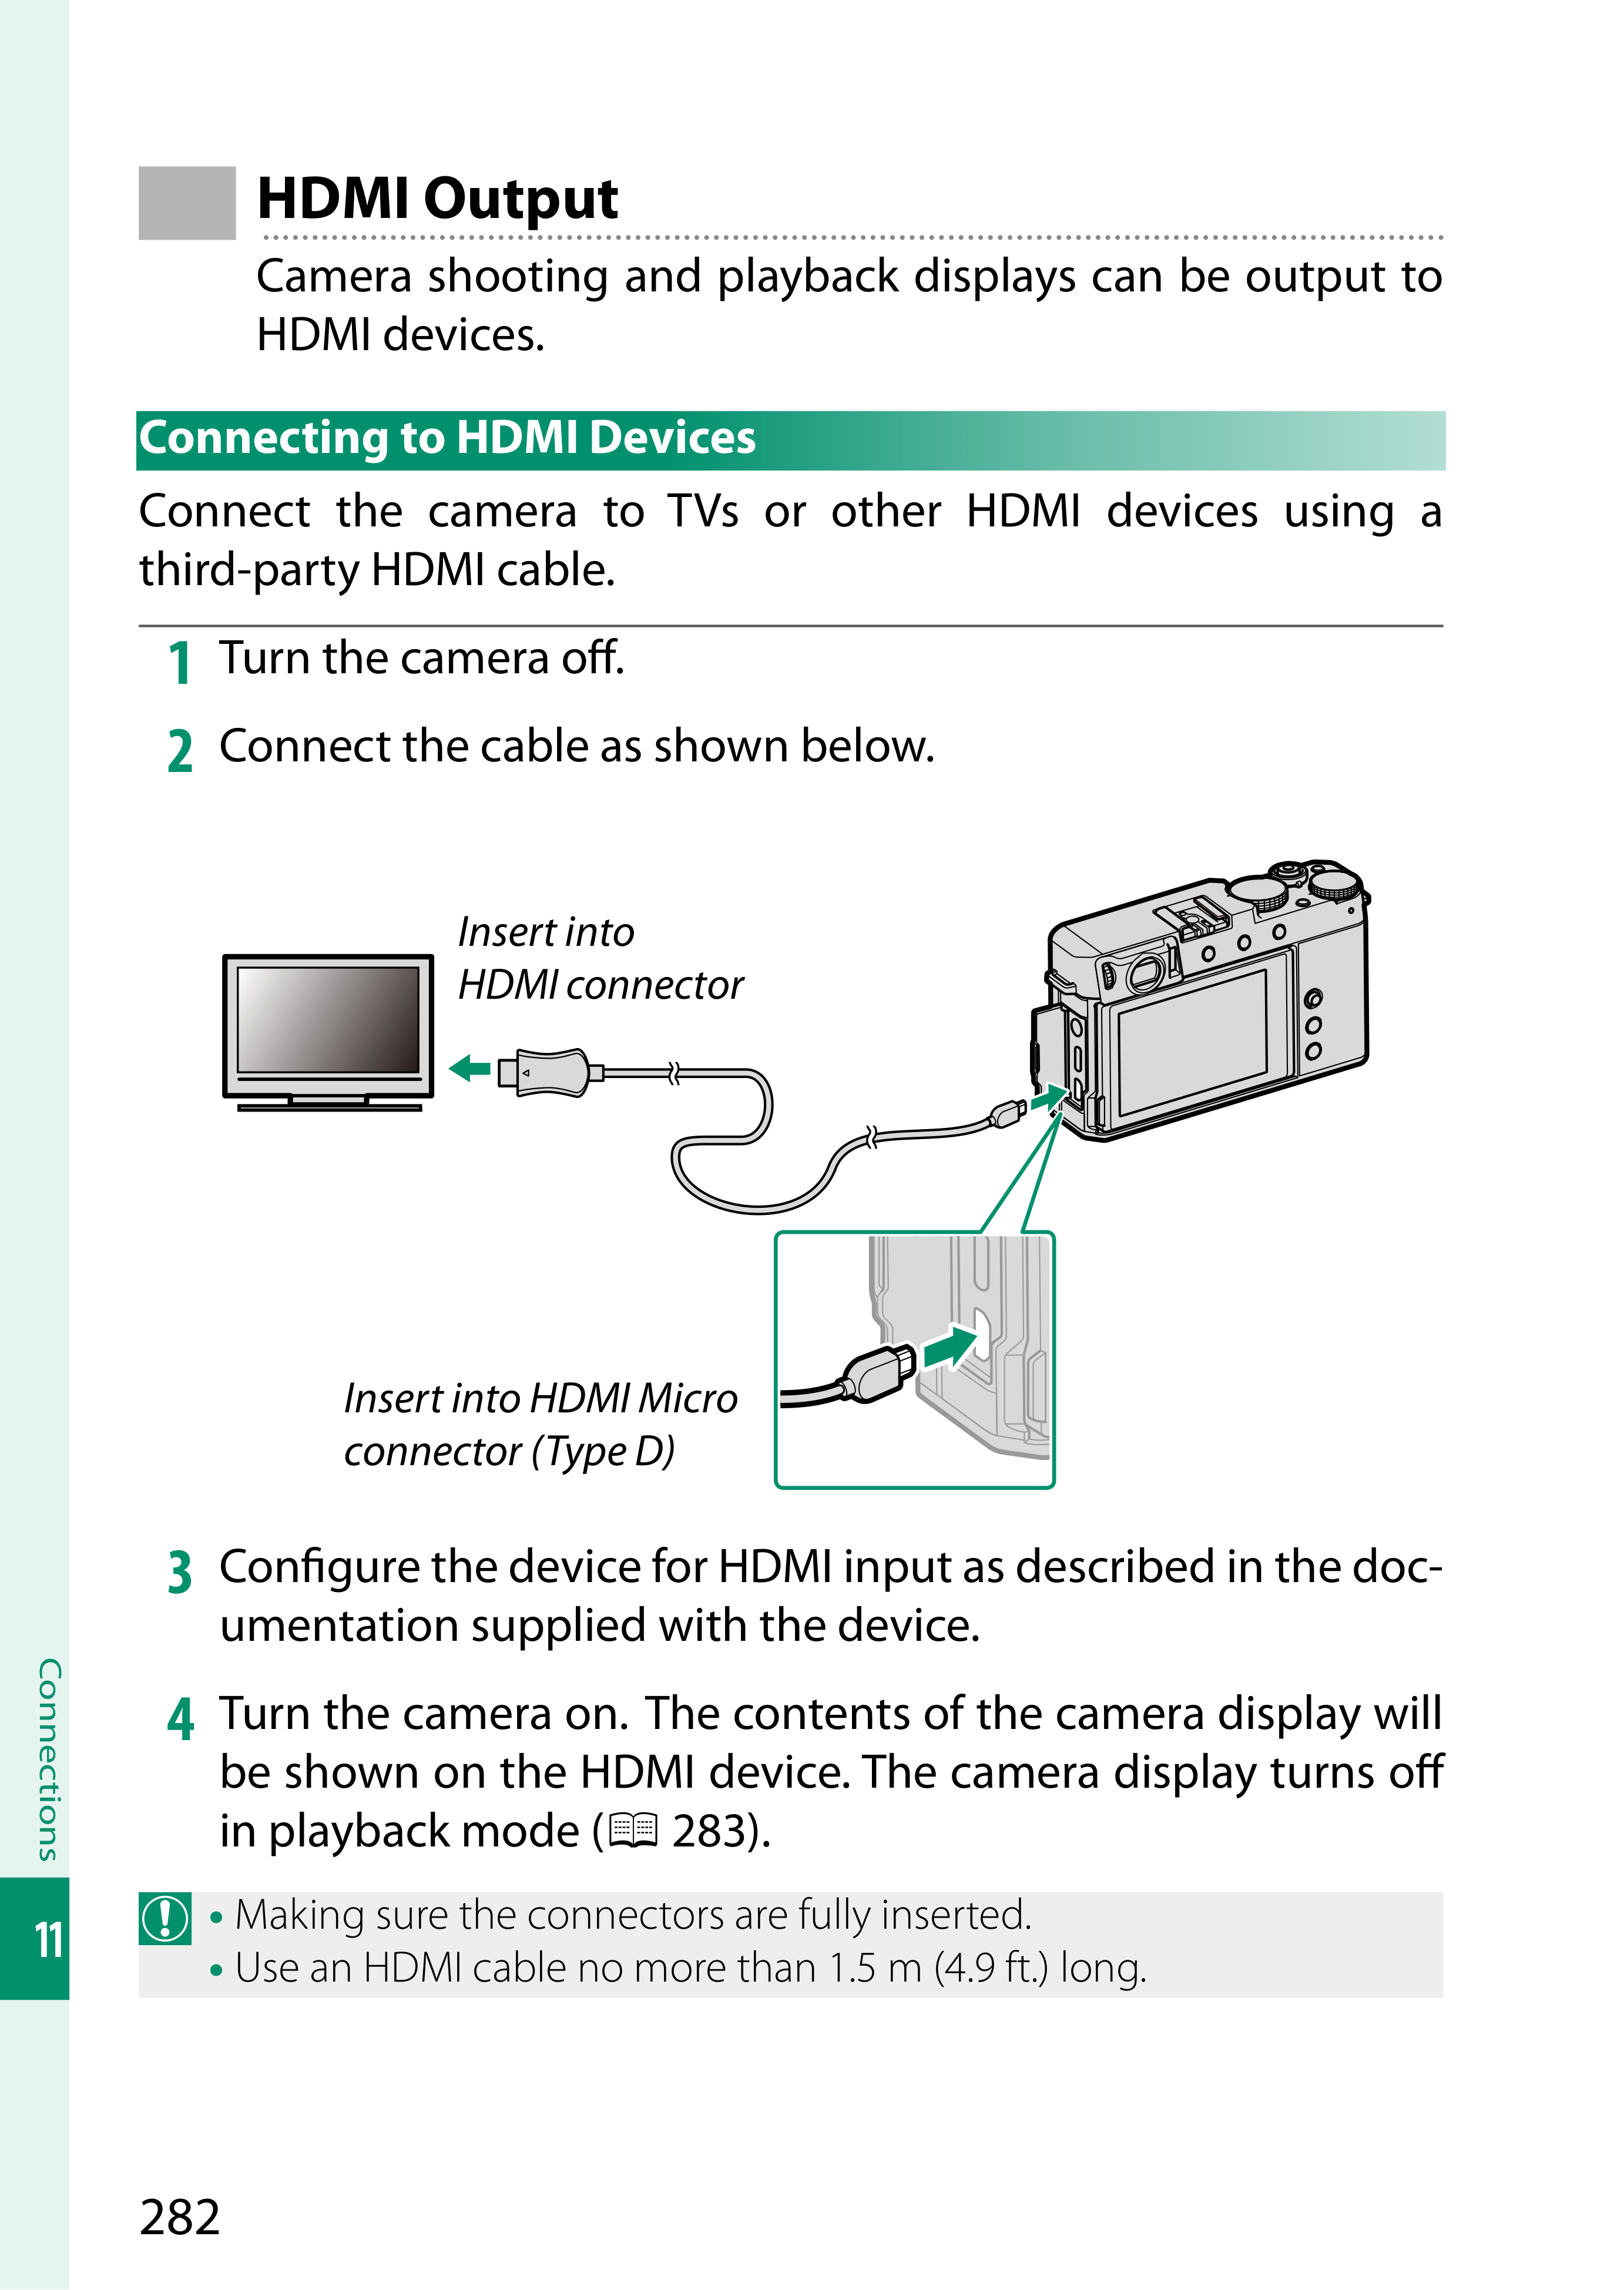 HDMI Output
Camera shooting and playback displays can be output to
HDMI devices.
Connecting to HDMI Devices
Connect the camera to TVs or other HDMI devices using a
third-party HDMI cable.
1 Turn the camera off.
2 Connect the cable as shown below.
Insert into
HDMI connector
Insert into HDMI Micro
connector (Type D)
3 Configure the device for HDMI input as described in the doc-
umentation supplied with the device.
4 Turn the camera on. The contents of the camera display will
be shown on the HDMI device. The camera display turns off
in playback mode (📖 283).
• Making sure the connectors are fully inserted.
• Use an HDMI cable no more than 1.5 m (4.9 ft.) long.
Connections
11
282